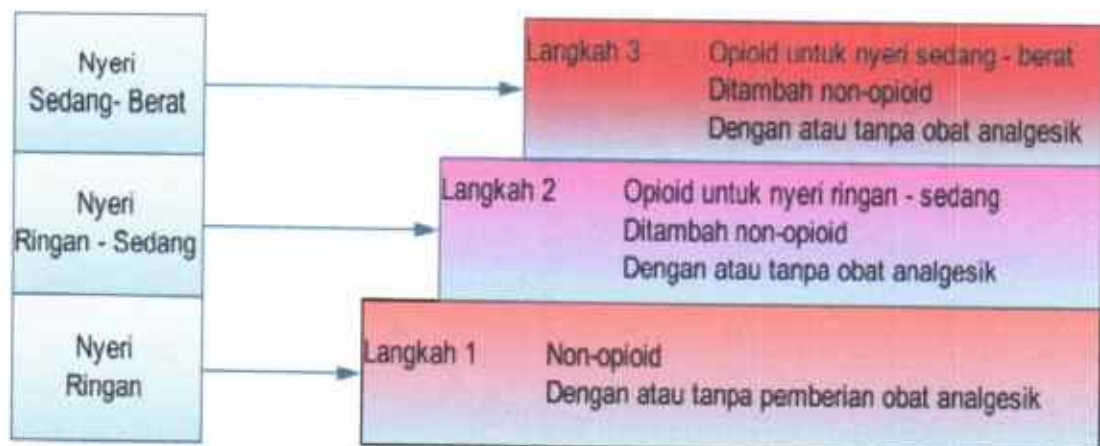 Nyeri
Sedang- Berat
Langkah 3 Opioid untuk nyeri sedang - berat
Ditambah non-opioid
Dengan atau tanpa obat analgesik
Nyeri
Ringan - Sedang
Langkah 2 Opioid untuk nyeri ringan - sedang
Ditambah non-opioid
Dengan atau tanpa obat analgesik
Nyeri
Ringan
Langkah 1 Non-opioid
Dengan atau tanpa pemberian obat analgesik